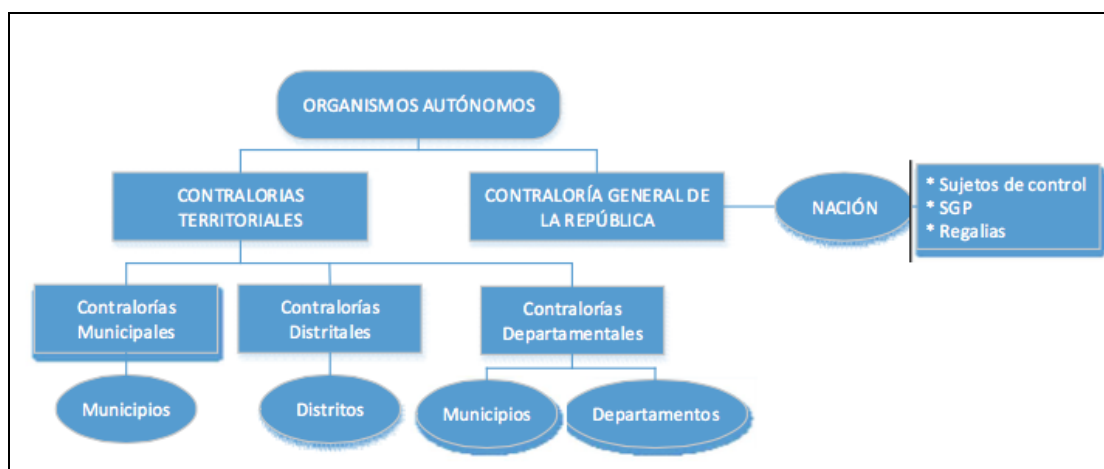 ORGANISMOS AUTÓNOMOS
CONTRALORIAS
TERRITORIALES
CONTRALORÍA GENERAL DE
LA REPÚBLICA
NACIÓN
* Sujetos de control
* SGP
* Regalias
Contralorías
Municipales
Contralorías
Distritales
Contralorías
Departamentales
Municipios
Distritos
Municipios
Departamentos